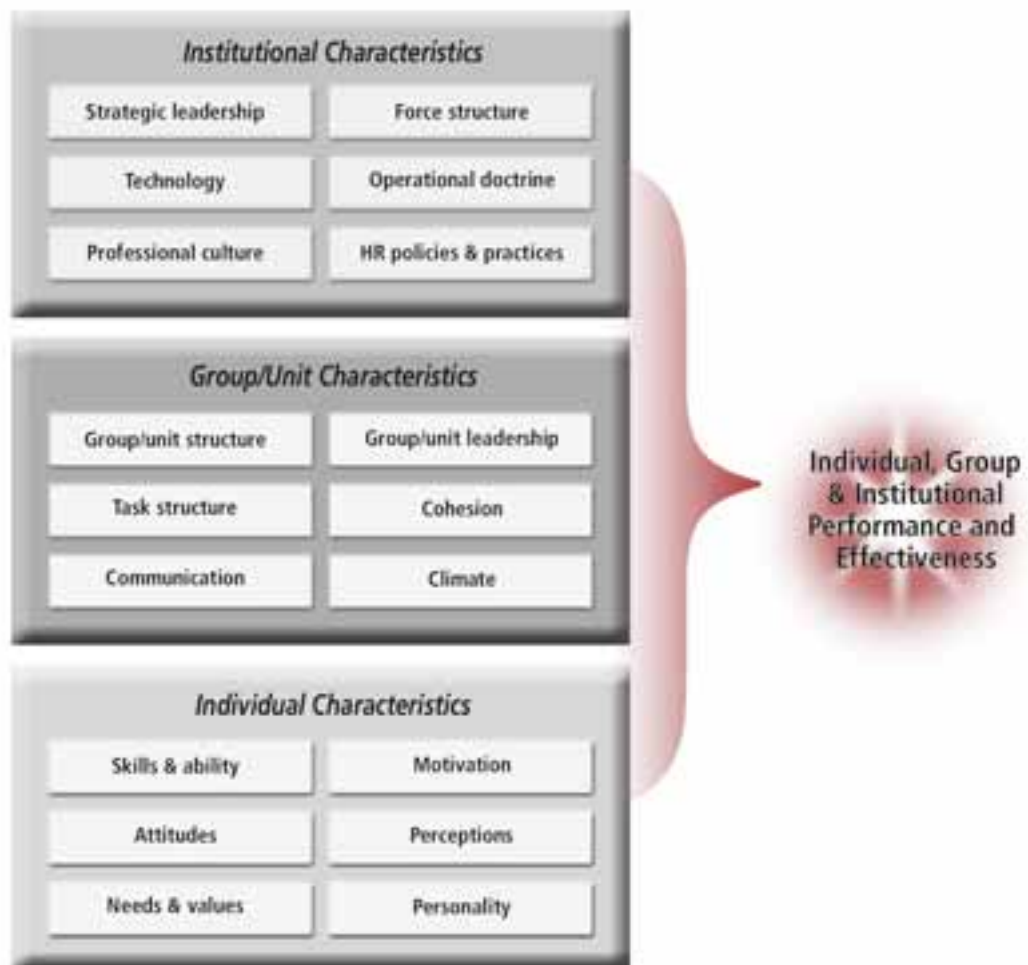 Institutional Characteristics
Strategic leadership
Force structure
Technology
Operational doctrine
Professional culture
HR policies & practices
Group/Unit Characteristics
Group/unit structure
Group/unit leadership
Task structure
Cohesion
Communication
Climate
Individual Characteristics
Skills & ability
Motivation
Attitudes
Perceptions
Needs & values
Personality
Individual, Group
& Institutional
Performance and
Effectiveness